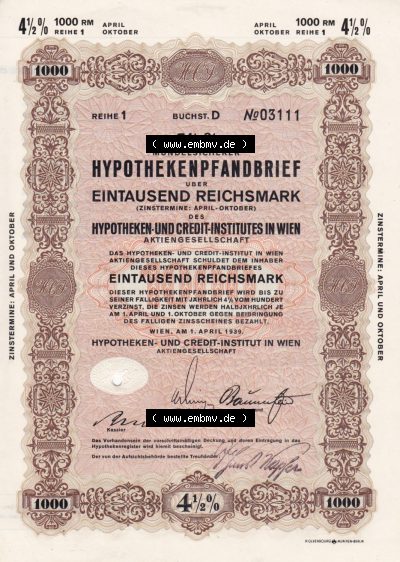 4½% 1000 RM REIHE 1 APRIL OKTOBER
APRIL OKTOBER 1000 RM REIHE 1 4½%
1000 1000
REIHE 1 BUCHST. D No 03111
( www.embmv.de )
MÜNDELSICHERER
HYPOTHEKENPFANDBRIEF
ÜBER
EINTAUSEND REICHSMARK
(ZINSTERMINE: APRIL-OKTOBER)
DES
HYPOTHEKEN- UND CREDIT-INSTITUTES IN WIEN
AKTIENGESELLSCHAFT
DAS HYPOTHEKEN- UND CREDIT-INSTITUT IN WIEN
AKTIENGESELLSCHAFT SCHULDET DEM INHABER
DIESES HYPOTHEKENPFANDBRIEFES
EINTAUSEND REICHSMARK
DIESER HYPOTHEKENPFANDBRIEF WIRD BIS ZU
SEINER FÄLLIGKEIT MIT JÄHRLICH 4½ VOM HUNDERT
VERZINST. DIE ZINSEN WERDEN HALBJÄHRLICH JE
AM 1. APRIL UND 1. OKTOBER GEGEN BEIBRINGUNG
DES FÄLLIGEN ZINSSCHEINES BEZAHLT.
WIEN, AM 1. APRIL 1939.
HYPOTHEKEN- UND CREDIT-INSTITUT IN WIEN
AKTIENGESELLSCHAFT
( www.embmv.de )
Kassier
Das Vorhandensein der vorschriftsmäßigen Deckung und deren Eintragung in das
Hypothekenregister wird hiemit bescheinigt.
Der von der Aufsichtsbehörde bestellte Treuhänder:
1000 4½% 1000
ZINSTERMINE: APRIL UND OKTOBER
ZINSTERMINE: APRIL UND OKTOBER